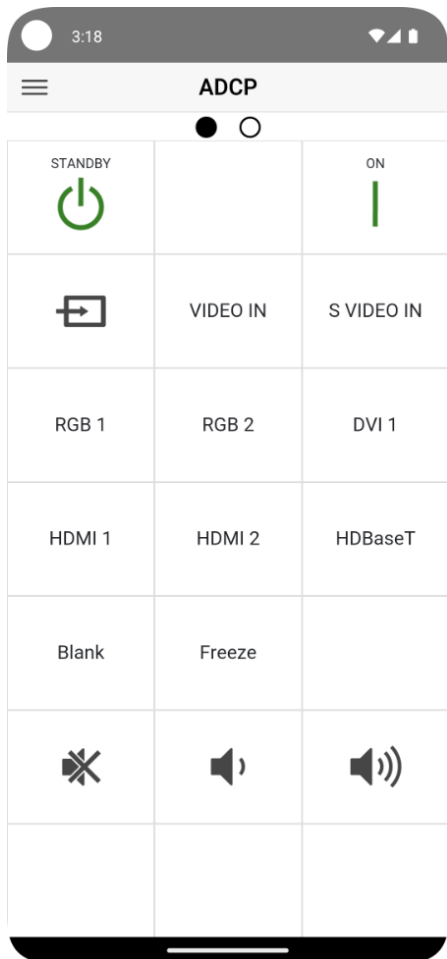 3:18
ADCP
STANDBY
ON
VIDEO IN
S VIDEO IN
RGB 1
RGB 2
DVI 1
HDMI 1
HDMI 2
HDBaseT
Blank
Freeze